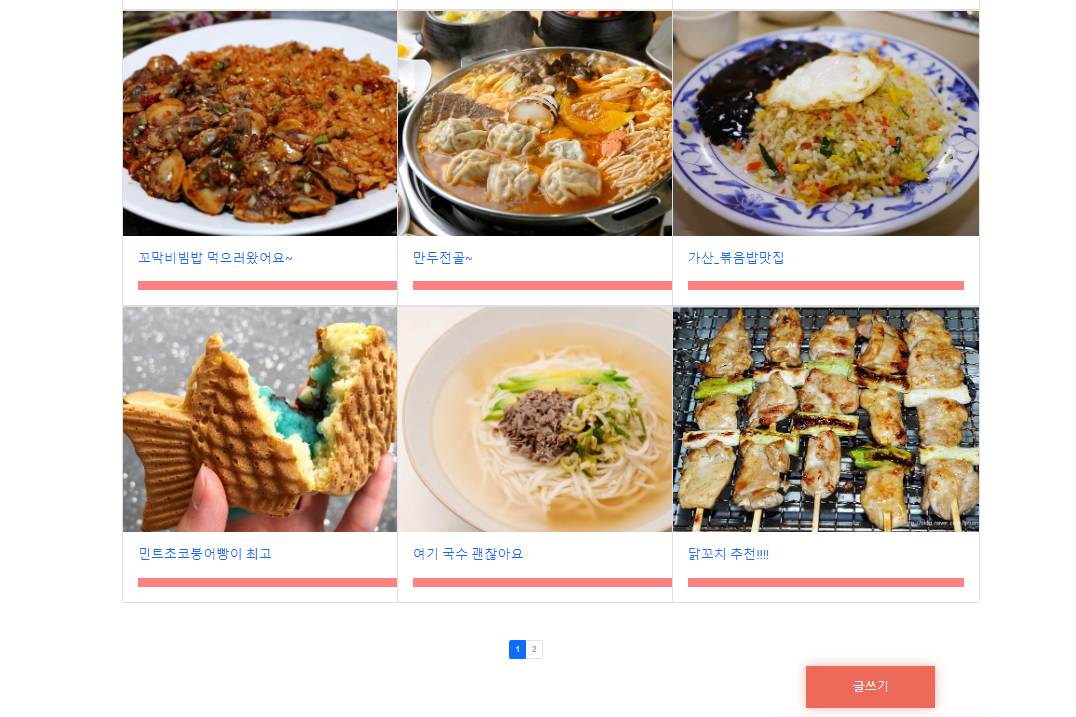 꼬막비빔밥 먹으러왔어요~
만두전골~
가산_볶음밥맛집
민트초코붕어빵이 최고
여기 국수 괜찮아요
닭꼬치 추천!!!!
1 2
글쓰기